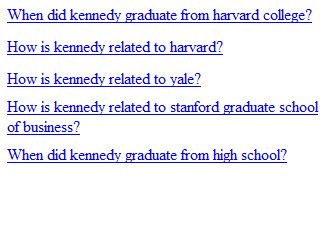 When did kennedy graduate from harvard college?
How is kennedy related to harvard?
How is kennedy related to yale?
How is kennedy related to stanford graduate school
of business?
When did kennedy graduate from high school?